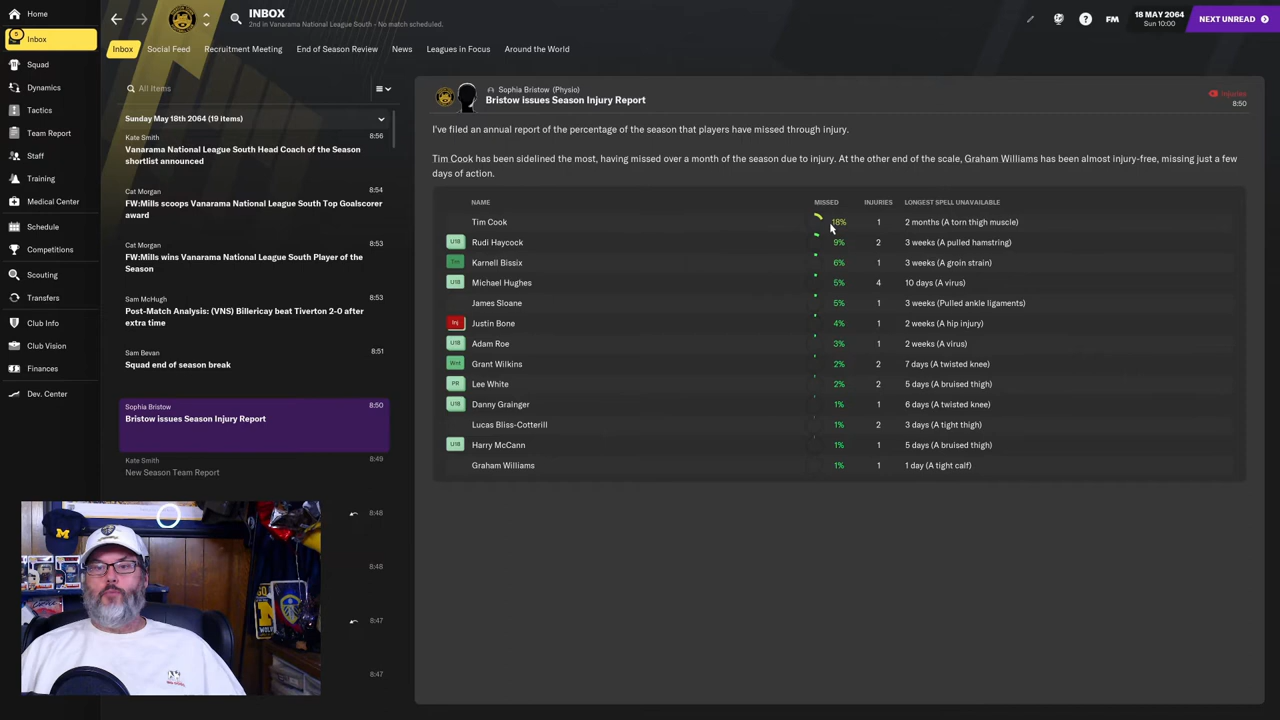 Home
Inbox
5
Squad
Dynamics
Tactics
Team Report
Staff
Training
Medical Center
Schedule
Competitions
Scouting
Transfers
Club Info
Club Vision
Finances
Dev. Center
INBOX
2nd in Vanarama National League South - No match scheduled.
FM
18 MAY 2064
Sun 10:00
NEXT UNREAD
Inbox
Social Feed
Recruitment Meeting
End of Season Review
News
Leagues in Focus
Around the World
All Items
Sunday May 18th 2064 (19 items)
Kate Smith
8:56
Vanarama National League South Head Coach of the Season
shortlist announced
Cat Morgan
8:54
FW:Mills scoops Vanarama National League South Top Goalscorer
award
Cat Morgan
8:53
FW:Mills wins Vanarama National League South Player of the
Season
Sam McHugh
8:53
Post-Match Analysis: (VNS) Billericay beat Tiverton 2-0 after
extra time
Sam Bevan
8:51
Squad end of season break
Sophia Bristow
8:50
Bristow issues Season Injury Report
Kate Smith
8:49
New Season Team Report
8:48
8:48
8:47
8:47
Sophia Bristow (Physio)
Bristow issues Season Injury Report
Injuries
8:50
I've filed an annual report of the percentage of the season that players have missed through injury.
Tim Cook has been sidelined the most, having missed over a month of the season due to injury. At the other end of the scale, Graham Williams has been almost injury-free, missing just a few
days of action.
NAME MISSED INJURIES LONGEST SPELL UNAVAILABLE
Tim Cook 18% 1 2 months (A torn thigh muscle)
U18 Rudi Haycock 9% 2 3 weeks (A pulled hamstring)
Karnell Bissix 6% 1 3 weeks (A groin strain)
U18 Michael Hughes 5% 4 10 days (A virus)
James Sloane 5% 1 3 weeks (Pulled ankle ligaments)
Inj Justin Bone 4% 1 2 weeks (A hip injury)
U18 Adam Roe 3% 1 2 weeks (A virus)
Wnt Grant Wilkins 2% 2 7 days (A twisted knee)
PR Lee White 2% 2 5 days (A bruised thigh)
U18 Danny Grainger 1% 1 6 days (A twisted knee)
Lucas Bliss-Cotterill 1% 2 3 days (A tight thigh)
U18 Harry McCann 1% 1 5 days (A bruised thigh)
Graham Williams 1% 1 1 day (A tight calf)
M